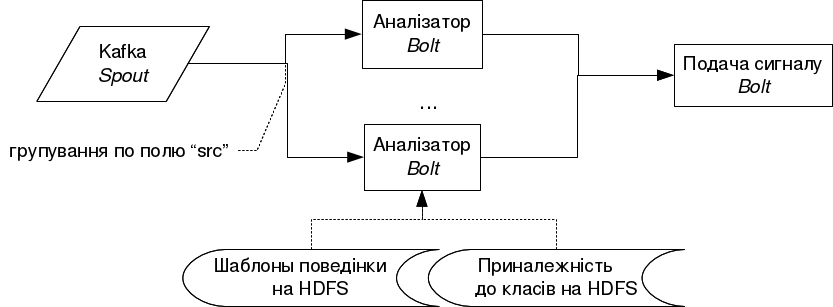 Kafka
Spout
Аналізатор
Bolt
Подача сигналу
Bolt
...
Аналізатор
Bolt
групування по полю “src”
Шаблоны поведінки
на HDFS
Приналежність
до класів на HDFS